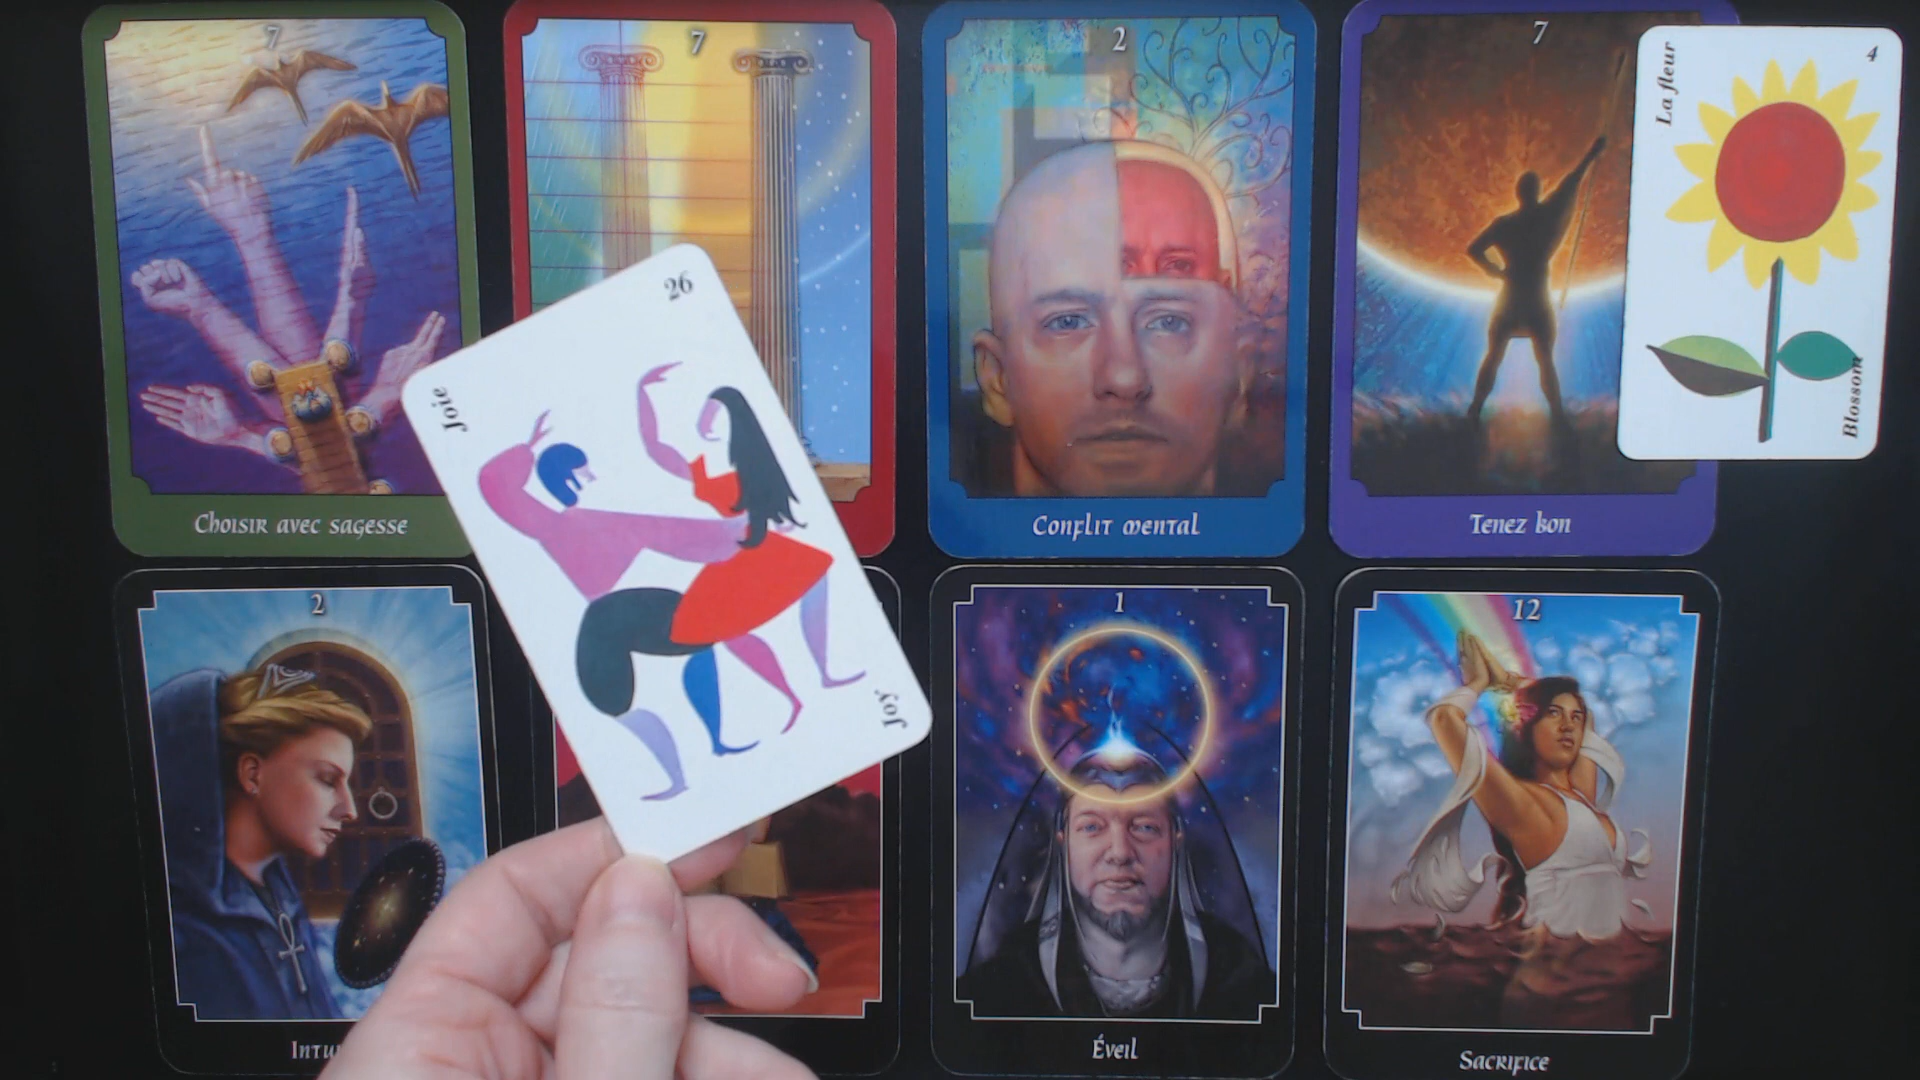 7
7
2
7
La fleur
4
Blossom
Choisir avec sagesse
Conflit mental
Tenez bon
26
Joie
Joy
2
1
12
Éveil
Sacrifice